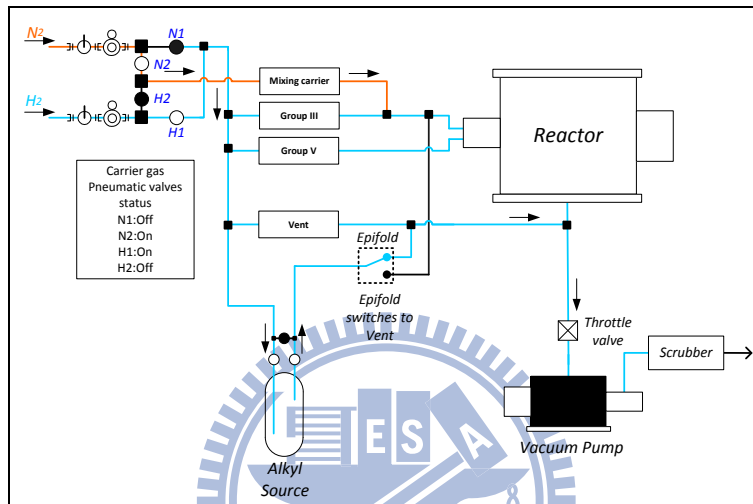 N2
N1
N2
H2
H2
H1
Mixing carrier
Group III
Group V
Reactor
Carrier gas
Pneumatic valves
status
N1:Off
N2:On
H1:On
H2:Off
Vent
Epifold
Epifold
switches to
Vent
Throttle
valve
Scrubber
Vacuum Pump
Alkyl
Source
E S A
8